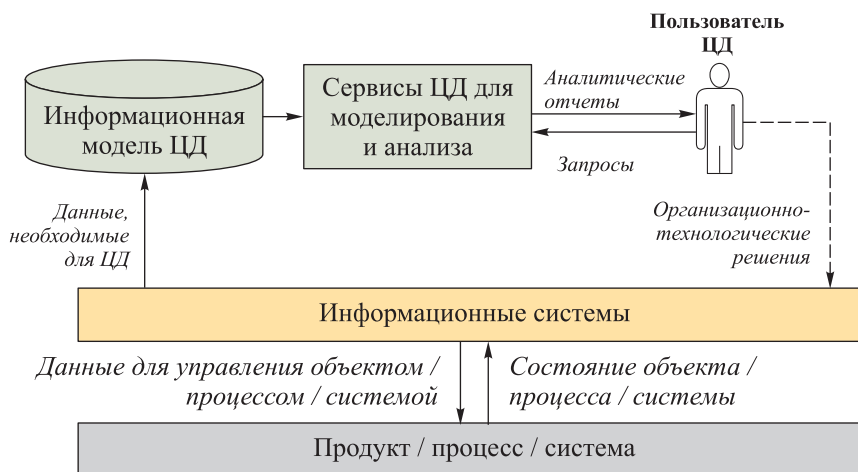 Пользователь
ЦД
Информационная
модель ЦД
Сервисы ЦД для
моделирования
и анализа
Аналитические
отчеты
Запросы
Данные,
необходимые
для ЦД
Организационно-
технологические
решения
Информационные системы
Данные для управления объектом /
процессом / системой
Состояние объекта /
процесса / системы
Продукт / процесс / система